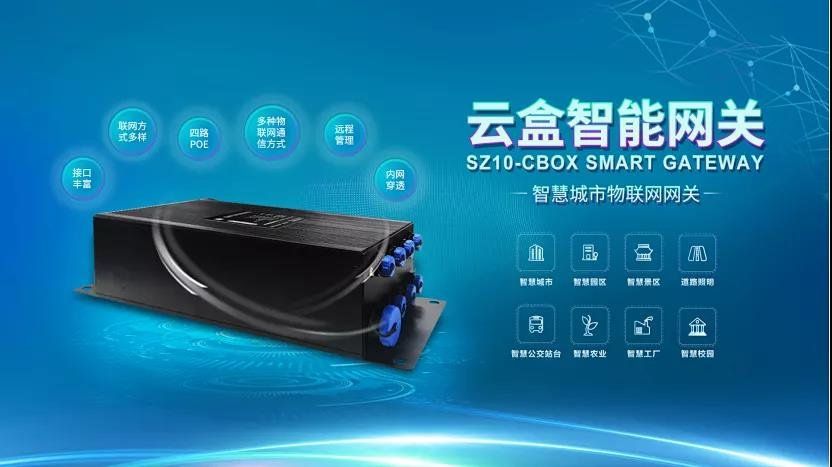 联网方
式多样
四路
POE
多种物
联网通
信方式
远程
管理
接口
丰富
内网
穿透
云盒智能网关
SZ10-CBOX SMART GATEWAY
智慧城市物联网网关
智慧城市
智慧园区
智慧景区
道路照明
智慧公交站台
智慧农业
智慧工厂
智慧校园